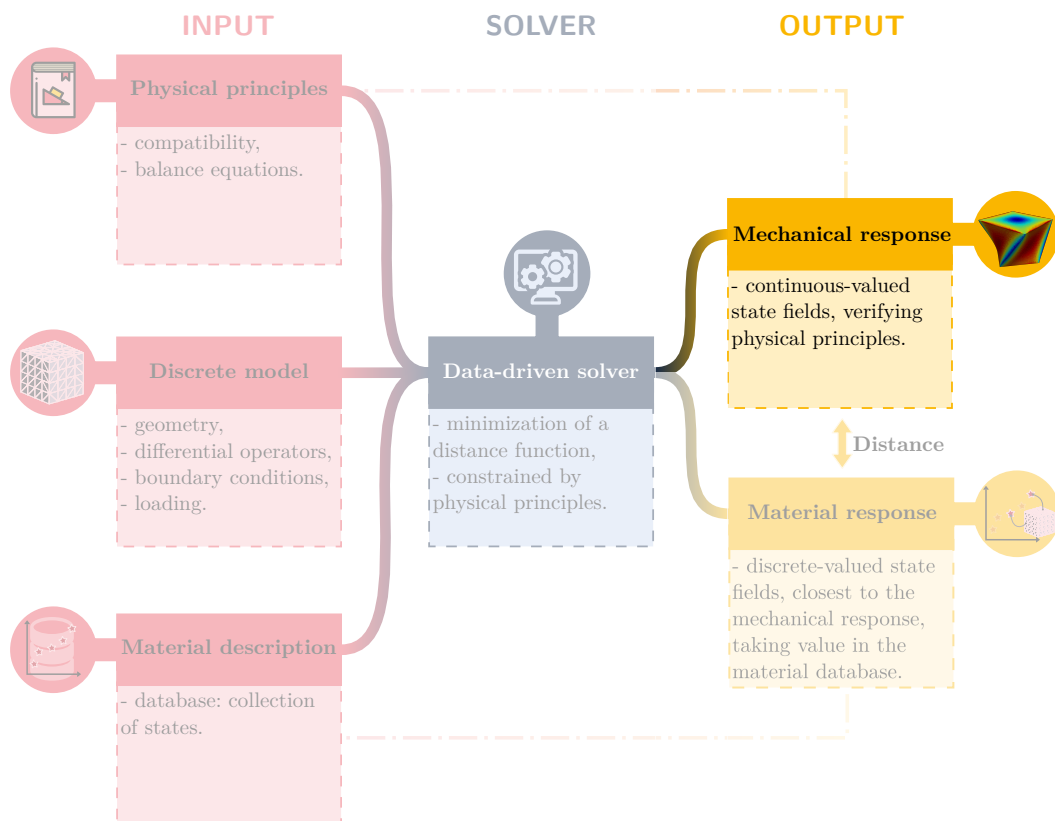 INPUT
SOLVER
OUTPUT
Physical principles
- compatibility,
- balance equations.
Discrete model
- geometry,
- differential operators,
- boundary conditions,
- loading.
Material description
- database: collection
of states.
Data-driven solver
- minimization of a
distance function,
- constrained by
physical principles.
Mechanical response
- continuous-valued
state fields, verifying
physical principles.
Distance
Material response
- discrete-valued state
fields, closest to the
mechanical response,
taking value in the
material database.